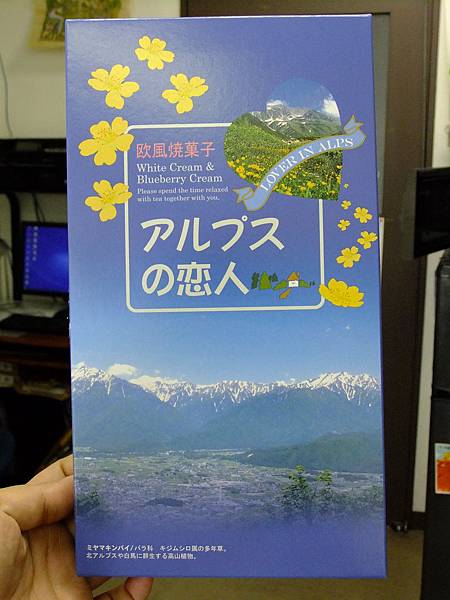 欧風焼菓子
White Cream &
Blueberry Cream
Please spend the time relaxed
with tea together with you.
LOVER IN ALPS
アルプス
の恋人
ミヤマキンバイ/バラ科 キジムシロ属の多年草。
北アルプスや白馬に群生する高山植物。